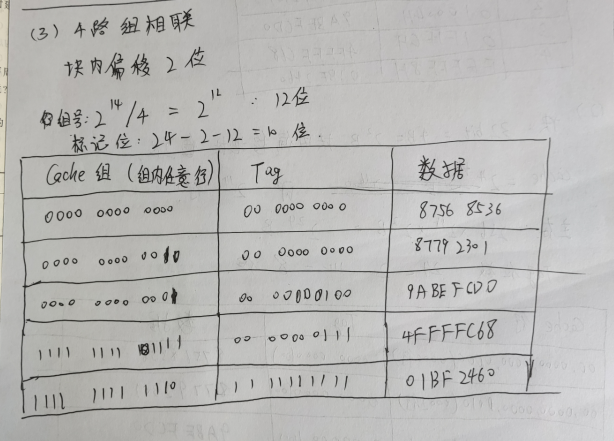 (3) 4路组相联
块内偏移 2位
组号: 2^14/4 = 2^12 ∴ 12位
标记位: 24-2-12=10位.
Cache 组 (组内任意行) Tag 数据
0000 0000 0000 00 0000 0000 8756 8536
0000 0000 0010 00 0000 0000 8779 2301
0000 0000 0001 00 00000100 9ABE FCD0
1111 1111 1111 00 0000 0111 4FFFFC68
1111 1111 1110 11 11111111 01BF 2460